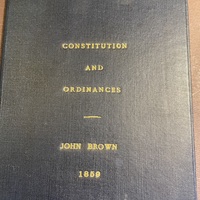 CONSTITUTION
AND
ORDINANCES
JOHN BROWN
1859